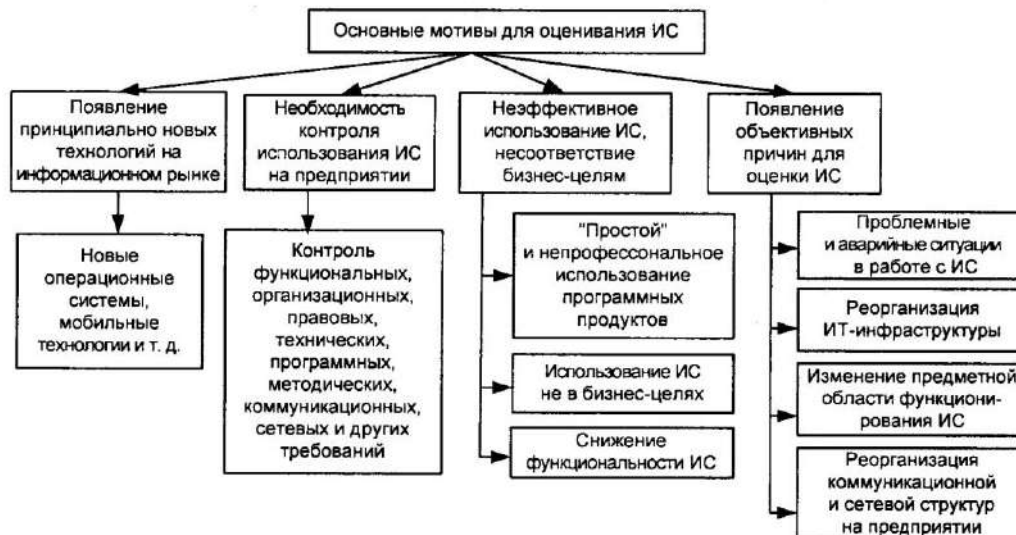 Основные мотивы для оценивания ИС
Появление
принципиально новых
технологий на
информационном рынке
Необходимость
контроля
использования ИС
на предприятии
Неэффективное
использование ИС,
несоответствие
бизнес-целям
Появление
объективных
причин для
оценки ИС
Новые
операционные
системы,
мобильные
технологии и т. д.
Контроль
функциональных,
организационных,
правовых,
технических,
программных,
методических,
коммуникационных,
сетевых и других
требований
"Простой"
и непрофессональное
использование
программных
продуктов
Использование ИС
не в бизнес-целях
Снижение
функциональности ИС
Проблемные
и аварийные ситуации
в работе с ИС
Реорганизация
ИТ-инфраструктуры
Изменение предметной
области функциони-
рования ИС
Реорганизация
коммуникационной
и сетевой структур
на предприятии